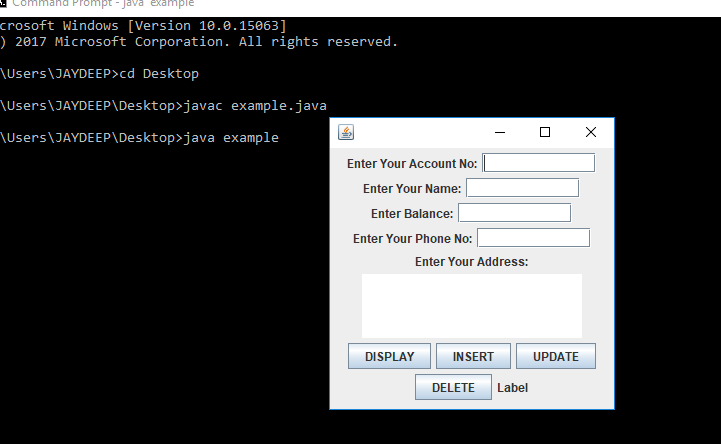 Command Prompt - java example
crosoft Windows [Version 10.0.15063]
) 2017 Microsoft Corporation. All rights reserved.
\Users\JAYDEEP>cd Desktop
\Users\JAYDEEP\Desktop>javac example.java
\Users\JAYDEEP\Desktop>java example
Enter Your Account No:
Enter Your Name:
Enter Balance:
Enter Your Phone No:
Enter Your Address:
DISPLAY INSERT UPDATE
DELETE Label